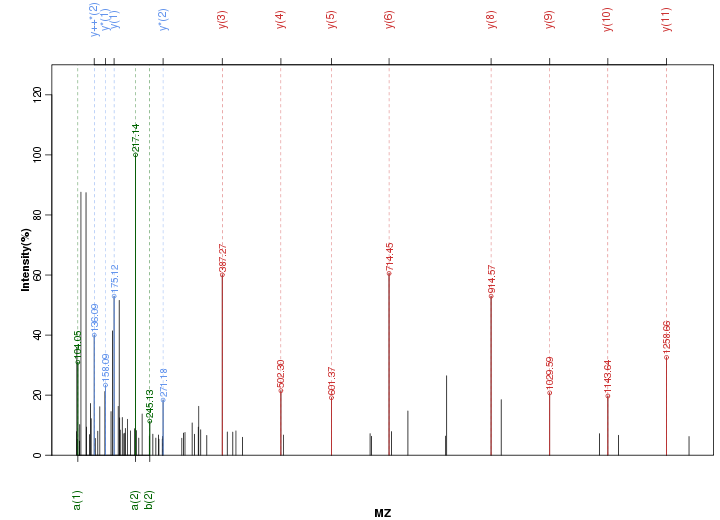 y++*(2)
y*(1)
y(1)
y*(2)
y(3)
y(4)
y(5)
y(6)
y(8)
y(9)
y(10)
y(11)
Intensity(%)
0
20
40
60
80
100
120
104.05
136.09
158.09
175.12
217.14
245.13
271.18
387.27
502.30
601.37
714.45
914.57
1029.59
1143.64
1258.66
a(1)
a(2)
b(2)
MZ